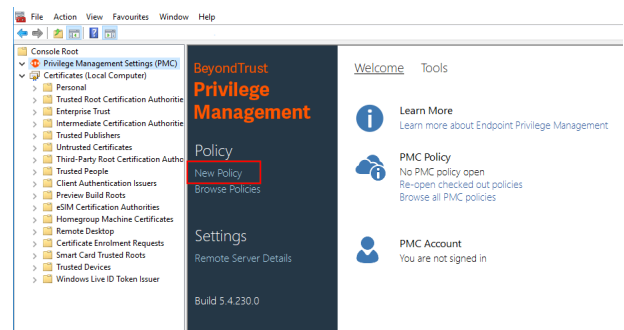 File Action View Favourites Window Help
Console Root
Privilege Management Settings (PMC)
Certificates (Local Computer)
Personal
Trusted Root Certification Authoritie
Enterprise Trust
Intermediate Certification Authoritie
Trusted Publishers
Untrusted Certificates
Third-Party Root Certification Autho
Trusted People
Client Authentication Issuers
Preview Build Roots
eSIM Certification Authorities
Homegroup Machine Certificates
Remote Desktop
Certificate Enrolment Requests
Smart Card Trusted Roots
Trusted Devices
Windows Live ID Token Issuer
BeyondTrust
Privilege
Management
Policy
New Policy
Browse Policies
Settings
Remote Server Details
Build 5.4.230.0
Welcome Tools
Learn More
Learn more about Endpoint Privilege Management
PMC Policy
No PMC policy open
Re-open checked out policies
Browse all PMC policies
PMC Account
You are not signed in